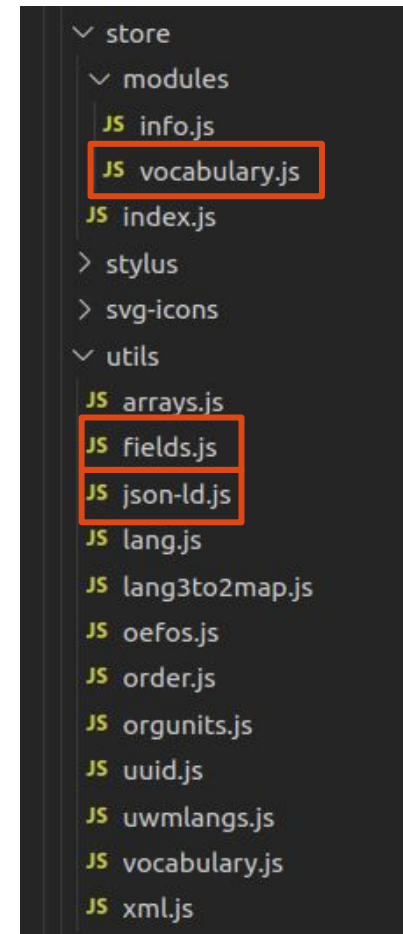 store
modules
JS info.js
JS vocabulary.js
JS index.js
stylus
svg-icons
utils
JS arrays.js
JS fields.js
JS json-ld.js
JS lang.js
JS lang3to2map.js
JS oefos.js
JS order.js
JS orgunits.js
JS uuid.js
JS uwmlangs.js
JS vocabulary.js
JS xml.js